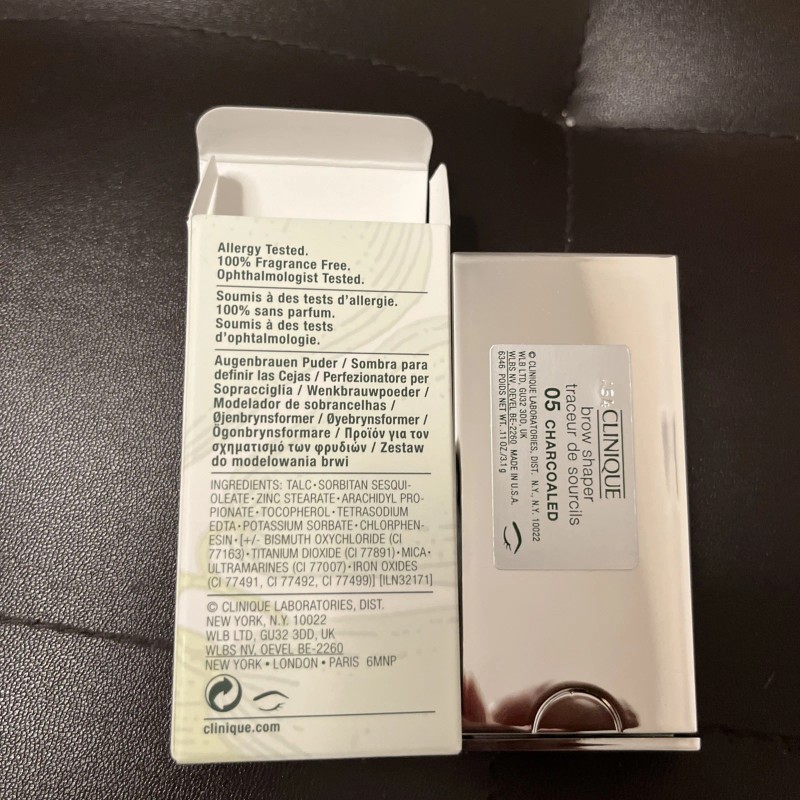 Allergy Tested.
100% Fragrance Free.
Ophthalmologist Tested.
Soumis à des tests d'allergie.
100% sans parfum.
Soumis à des tests
d'ophtalmologie.
Augenbrauen Puder / Sombra para
definir las Cejas / Perfezionatore per
Sopracciglia / Wenkbrauwpoeder /
Modelador de sobrancelhas /
Øjenbrynsformer / Øyebrynsformer /
Ögonbrynsformare / Προϊόν για τον
σχηματισμό των φρυδιών / Zestaw
do modelowania brwi
INGREDIENTS: TALC • SORBITAN SESQUI-
OLEATE • ZINC STEARATE • ARACHIDYL PRO-
PIONATE • TOCOPHEROL • TETRASODIUM
EDTA • POTASSIUM SORBATE • CHLORPHEN-
ESIN • [+/- BISMUTH OXYCHLORIDE (CI
77163) • TITANIUM DIOXIDE (CI 77891) • MICA •
ULTRAMARINES (CI 77007) • IRON OXIDES
(CI 77491, CI 77492, CI 77499)] [ILN32171]
© CLINIQUE LABORATORIES, DIST.
NEW YORK, N.Y. 10022
WLB LTD, GU32 3DD, UK
WLBS NV, OEVEL BE-2260
NEW YORK • LONDON • PARIS 6MNP
clinique.com
CLINIQUE
brow shaper
traceur de sourcils
05 CHARCOALED
© CLINIQUE LABORATORIES, DIST. N.Y., N.Y. 10022
WLB LTD, GU32 3DD, UK
WLBS NV, OEVEL BE-2260 MADE IN U.S.A.
6346 POIDS NET WT. .11 OZ./3.1 g